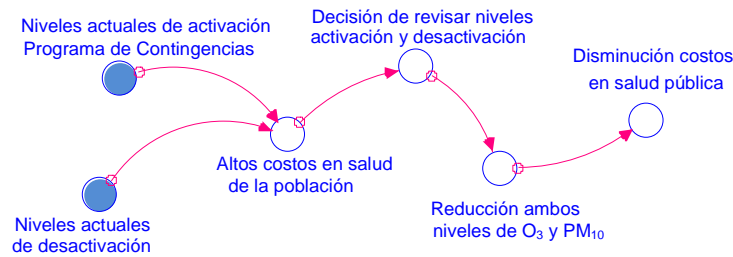 Niveles actuales de activación
Programa de Contingencias
Decisión de revisar niveles
activación y desactivación
Disminución costos
en salud pública
Altos costos en salud
de la población
Niveles actuales
de desactivación
Reducción ambos
niveles de O₃ y PM₁₀